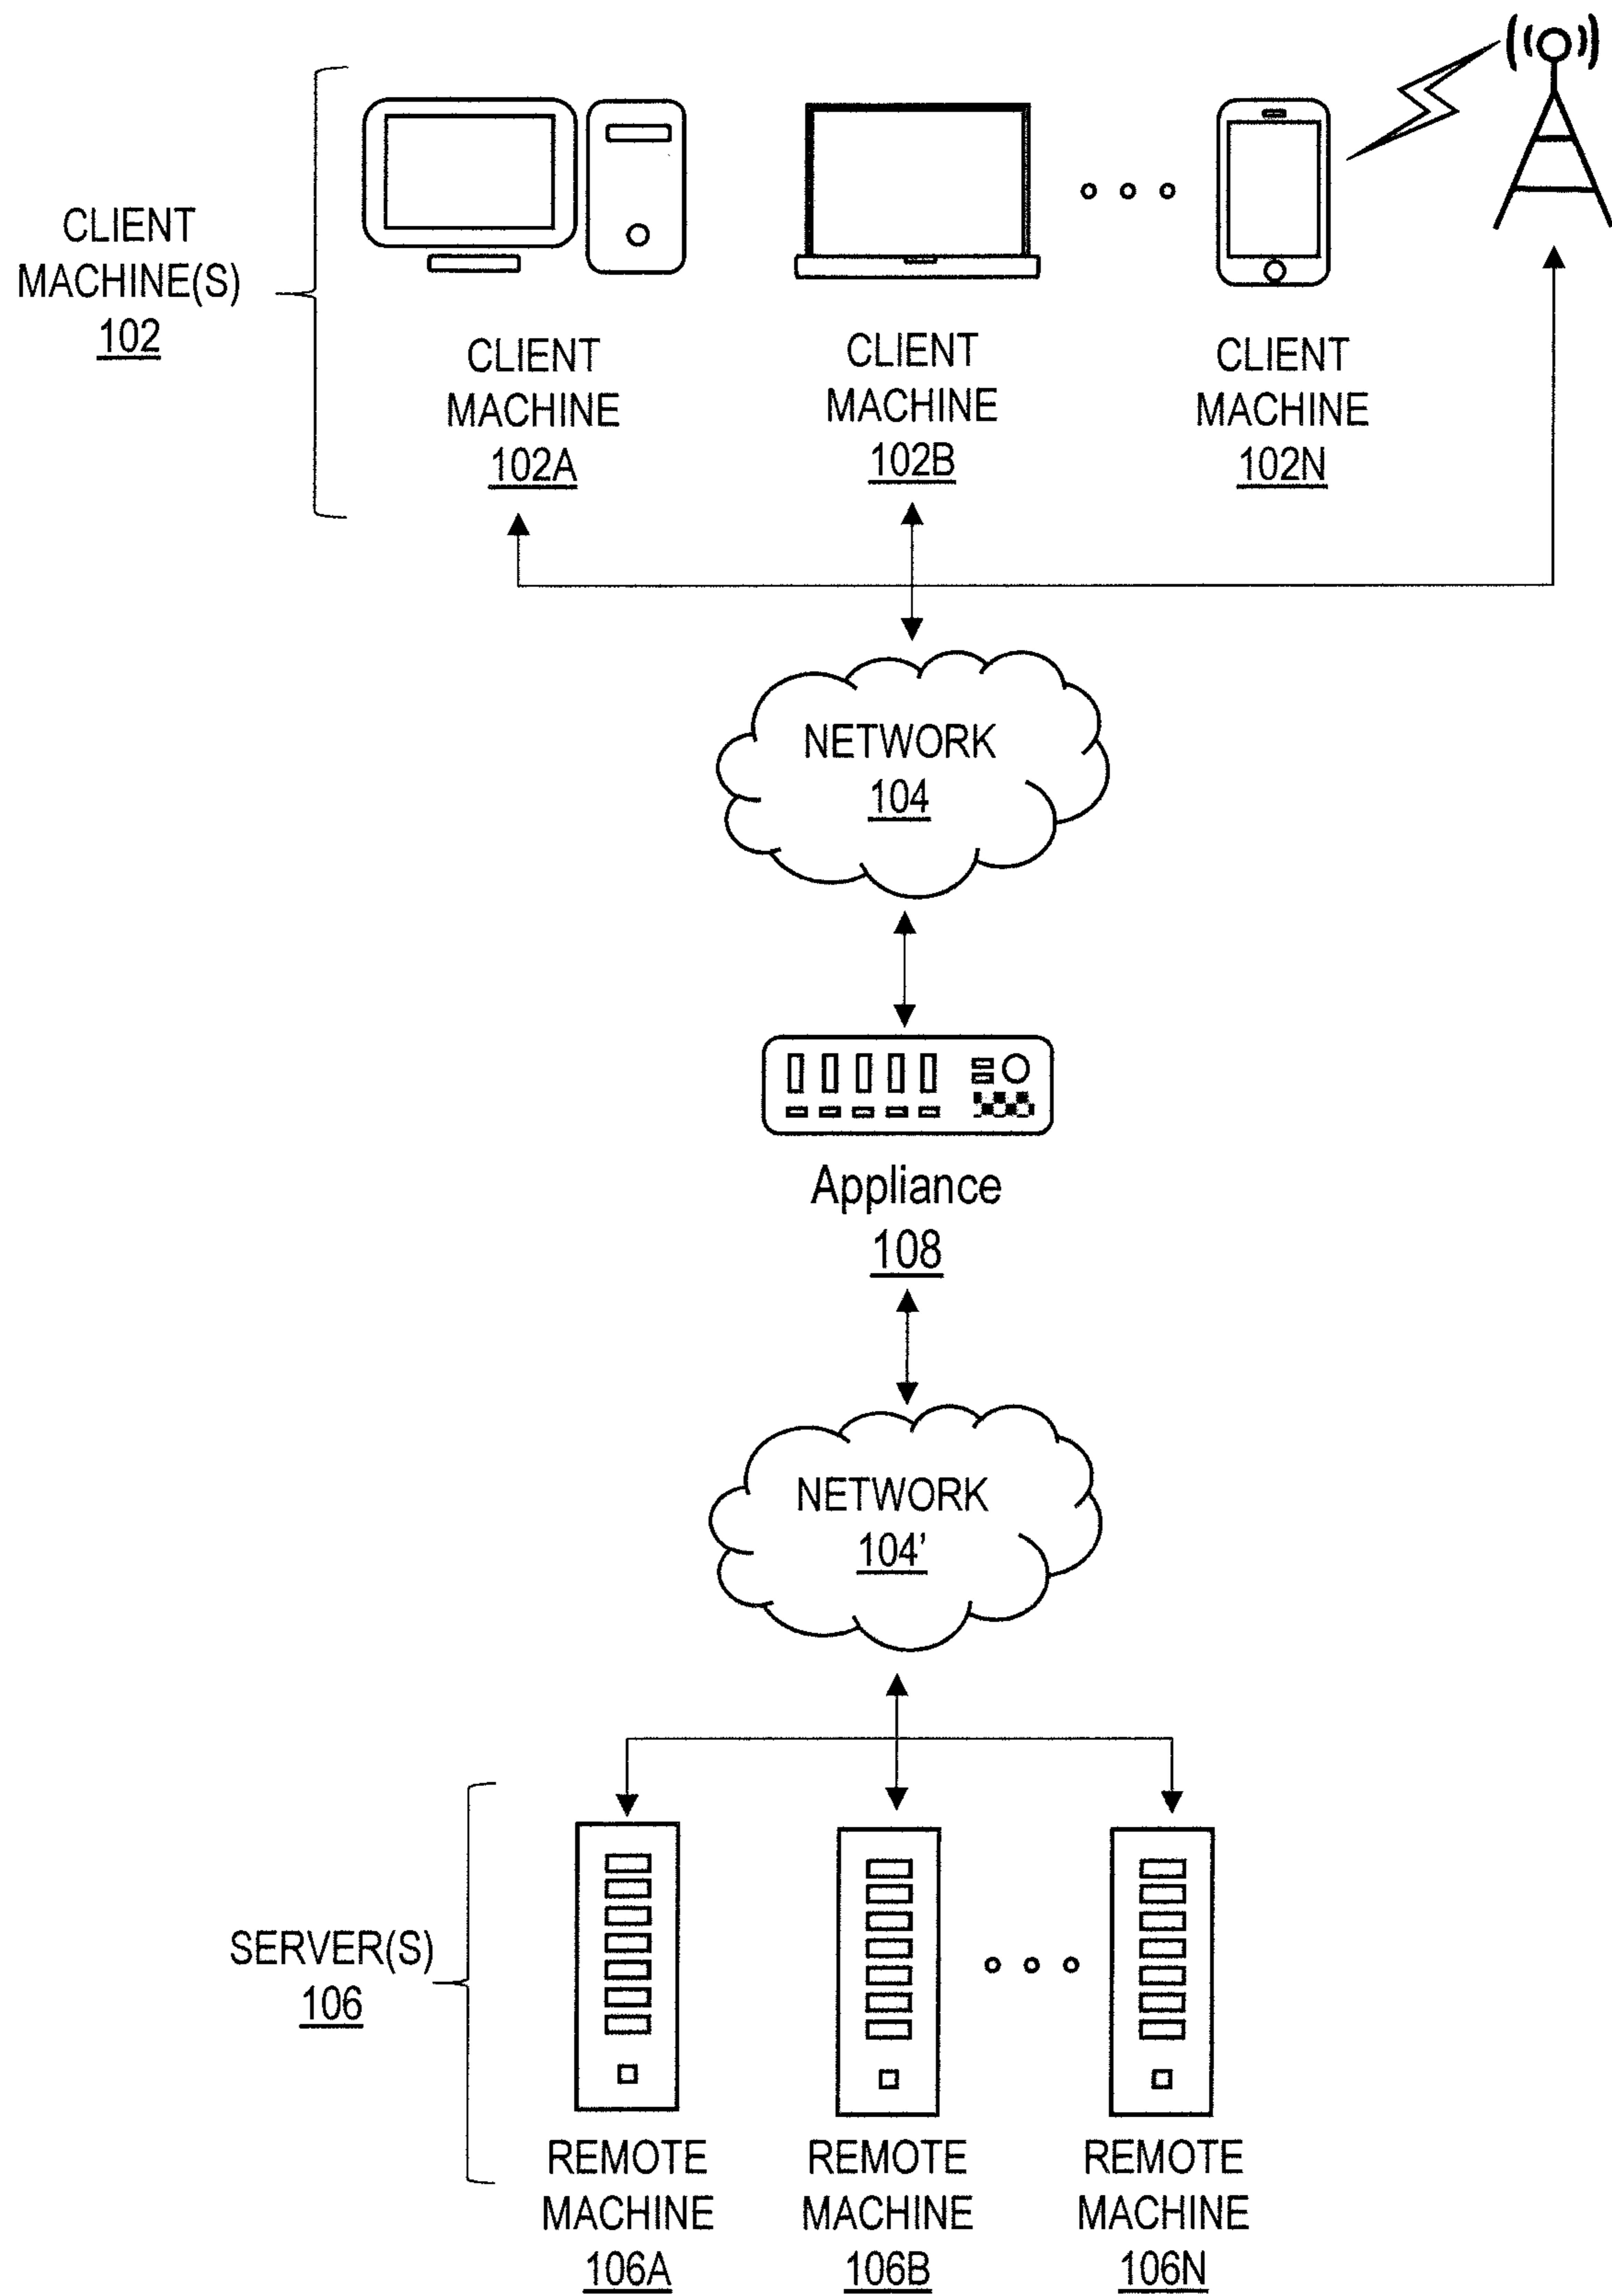 CLIENT
MACHINE(S)
102
CLIENT
MACHINE
102A
CLIENT
MACHINE
102B
CLIENT
MACHINE
102N
NETWORK
104
Appliance
108
NETWORK
104’
SERVER(S)
106
REMOTE
MACHINE
106A
REMOTE
MACHINE
106B
REMOTE
MACHINE
106N